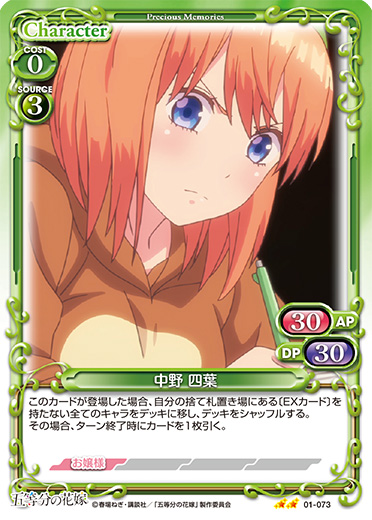 Precious Memories
Character
COST
0
SOURCE
3
30 AP
DP 30
中野 四葉
このカードが登場した場合、自分の捨て札置き場にある〔EXカード〕を
持たない全てのキャラをデッキに移し、デッキをシャッフルする。
その場合、ターン終了時にカードを1枚引く。
お嬢様
五等分の花嫁
©春場ねぎ・講談社／「五等分の花嫁」製作委員会
01-073